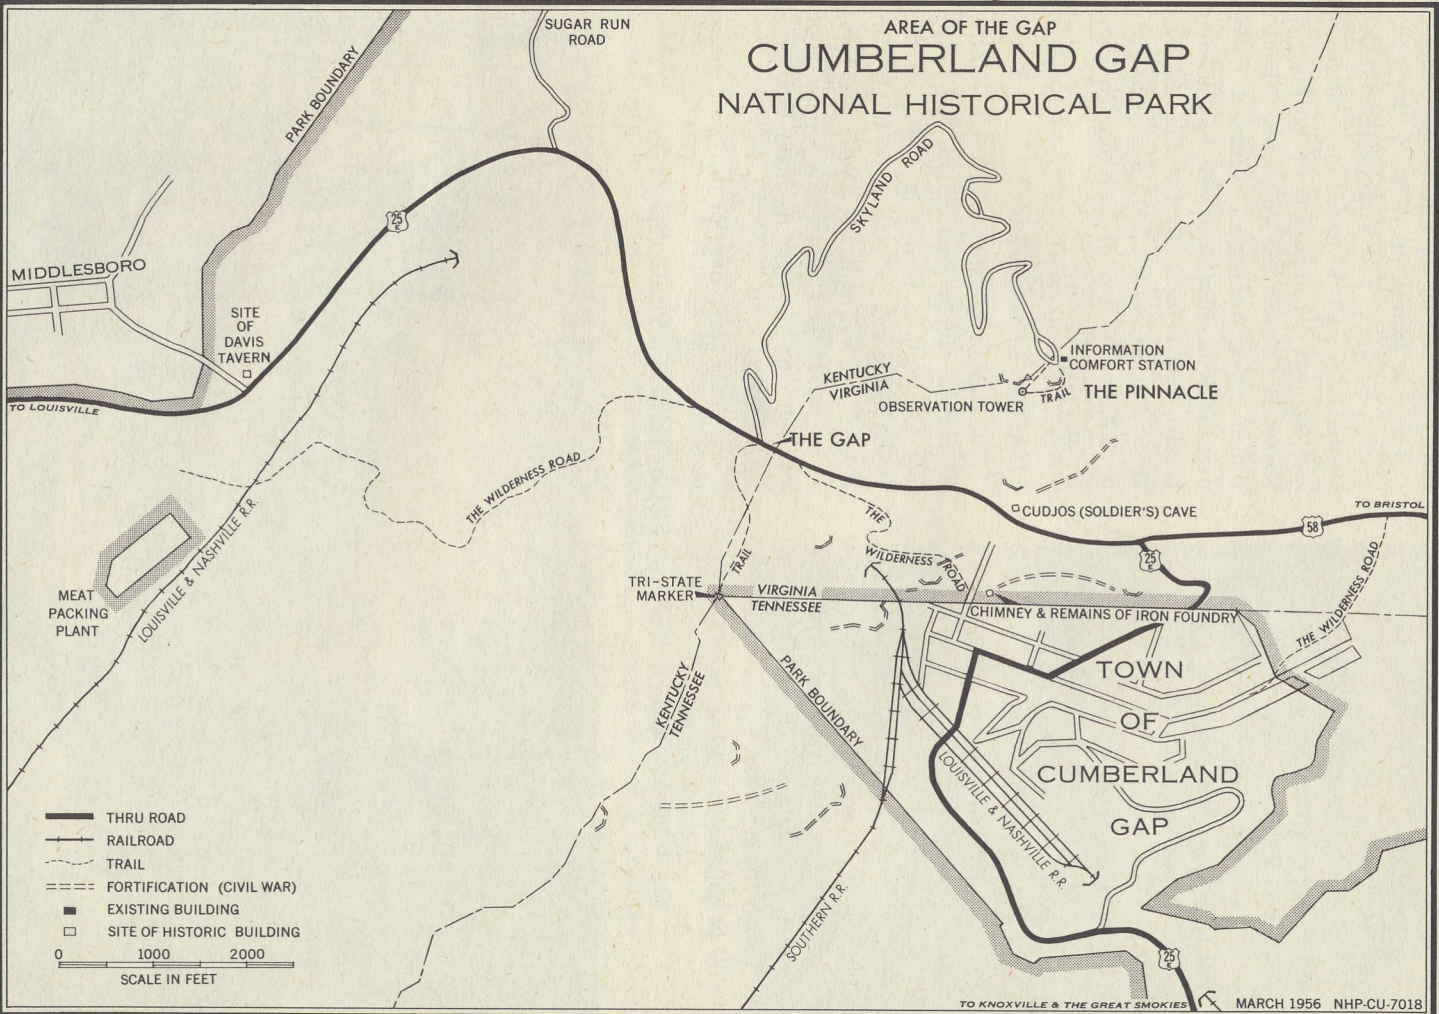 AREA OF THE GAP
CUMBERLAND GAP
NATIONAL HISTORICAL PARK
SUGAR RUN
ROAD
PARK BOUNDARY
SKYLAND ROAD
25
E
MIDDLESBORO
SITE
OF
DAVIS
TAVERN
TO LOUISVILLE
INFORMATION
COMFORT STATION
KENTUCKY
VIRGINIA
OBSERVATION TOWER
TRAIL
THE PINNACLE
THE GAP
THE WILDERNESS ROAD
LOUISVILLE & NASHVILLE R.R.
CUDJOS (SOLDIER'S) CAVE
TO BRISTOL
58
THE
WILDERNESS ROAD
25
E
TRAIL
THE WILDERNESS ROAD
THE WILDERNESS ROAD
MEAT
PACKING
PLANT
TRI-STATE
MARKER
VIRGINIA
TENNESSEE
CHIMNEY & REMAINS OF IRON FOUNDRY
KENTUCKY
TENNESSEE
PARK BOUNDARY
TOWN
OF
CUMBERLAND
GAP
LOUISVILLE & NASHVILLE R.R.
SOUTHERN R.R.
THRU ROAD
RAILROAD
TRAIL
FORTIFICATION (CIVIL WAR)
EXISTING BUILDING
SITE OF HISTORIC BUILDING
0 1000 2000
SCALE IN FEET
25
E
TO KNOXVILLE & THE GREAT SMOKIES
MARCH 1956 NHP-CU-7018